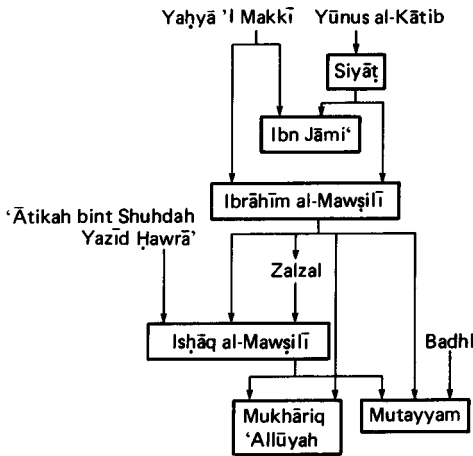 Yaḥyā 'l Makkī Yūnus al-Kātib
Siyāṭ
Ibn Jāmi‘
Ibrāhīm al-Mawṣilī
‘Ātikah bint Shuhdah
Yazīd Ḥawrā’
Zalzal
Isḥāq al-Mawṣilī
Badhl
Mukhāriq Mutayyam
‘Allūyah